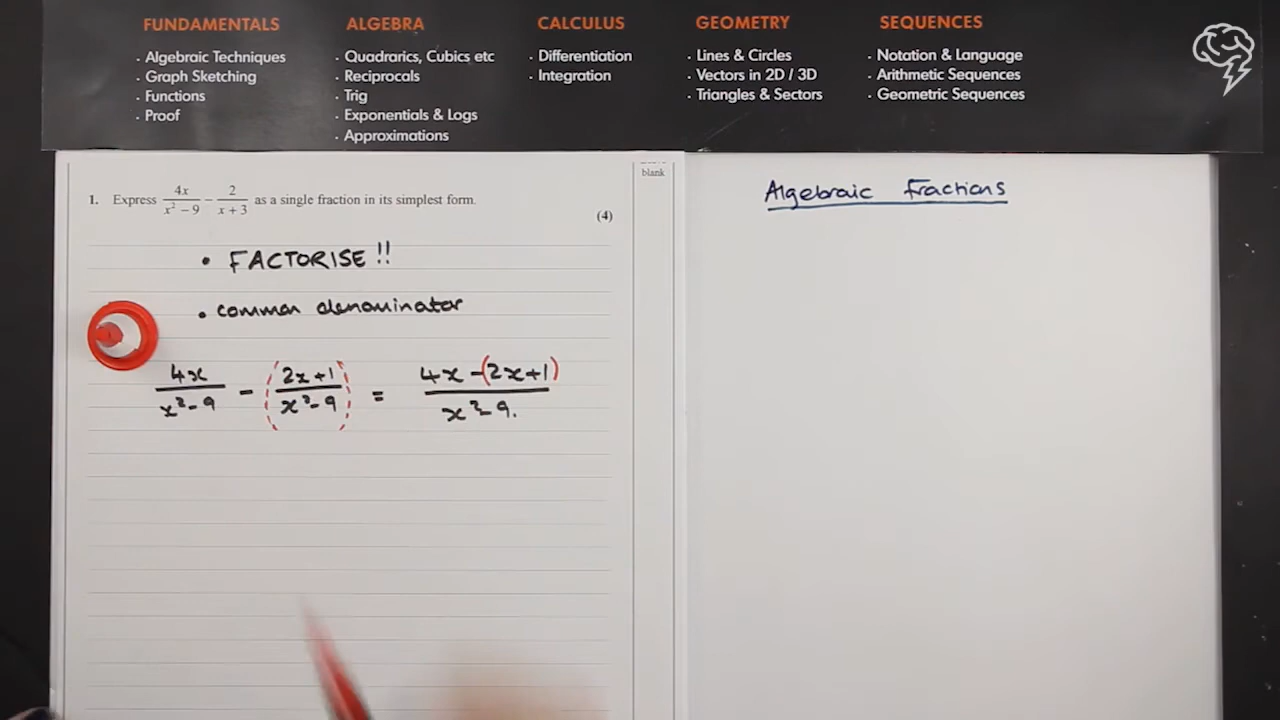 FUNDAMENTALS
· Algebraic Techniques
· Graph Sketching
· Functions
· Proof
ALGEBRA
· Quadrarics, Cubics etc
· Reciprocals
· Trig
· Exponentials & Logs
· Approximations
CALCULUS
· Differentiation
· Integration
GEOMETRY
· Lines & Circles
· Vectors in 2D / 3D
· Triangles & Sectors
SEQUENCES
· Notation & Language
· Arithmetic Sequences
· Geometric Sequences
blank
1. Express 4x/(x² − 9) − 2/(x + 3) as a single fraction in its simplest form.
(4)
• FACTORISE !!
• common denominator
4x/(x² − 9) − (2x+1/x² − 9) = 4x − (2x+1)/x² − 9.
Algebraic Fractions